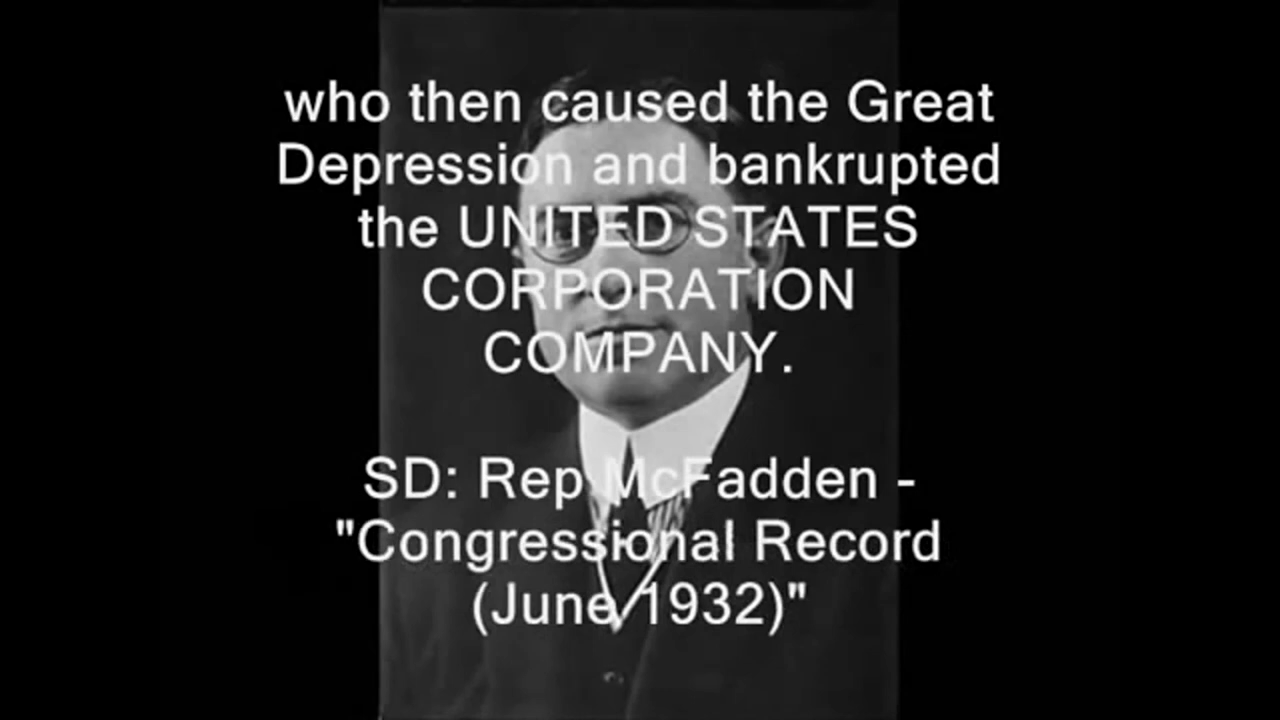 who then caused the Great
Depression and bankrupted
the UNITED STATES
CORPORATION
COMPANY.
SD: Rep McFadden -
"Congressional Record
(June 1932)"